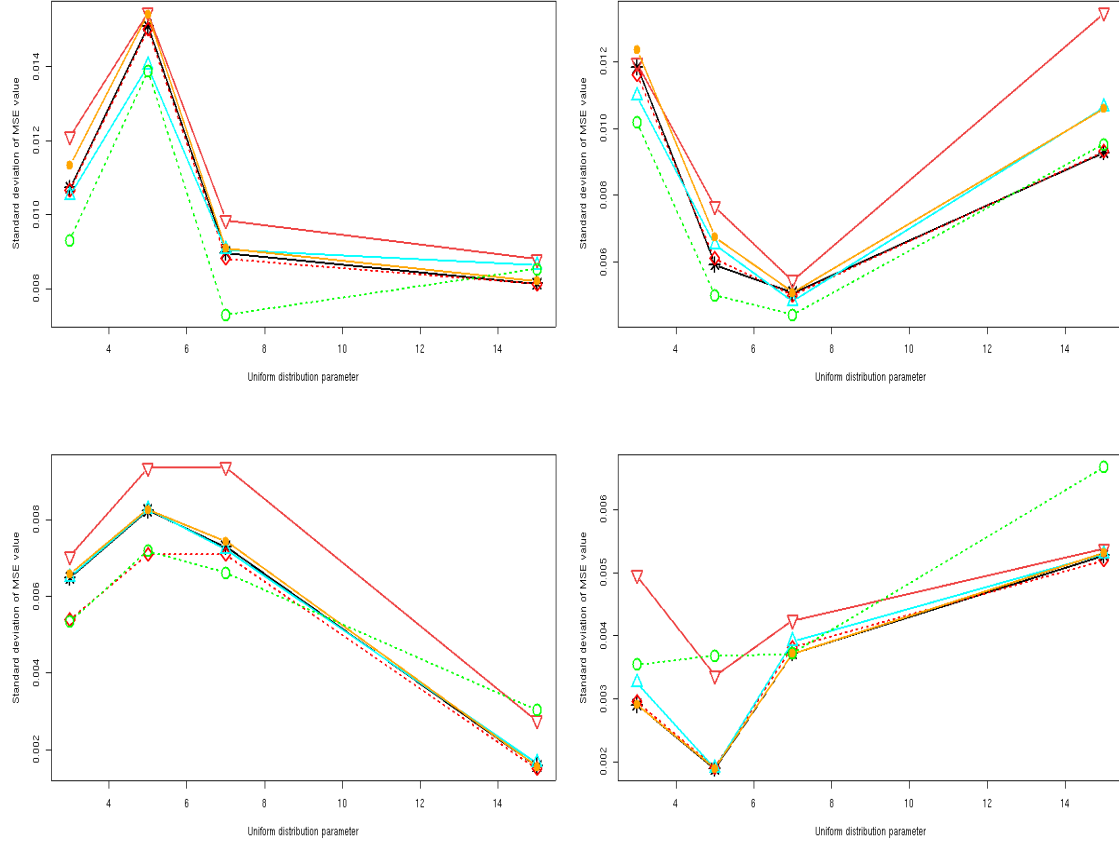 Standard deviation of MSE value
0.008 0.010 0.012 0.014
4 6 8 10 12 14
Uniform distribution parameter
Standard deviation of MSE value
0.006 0.008 0.010 0.012
4 6 8 10 12 14
Uniform distribution parameter
Standard deviation of MSE value
0.002 0.004 0.006 0.008
4 6 8 10 12 14
Uniform distribution parameter
Standard deviation of MSE value
0.002 0.003 0.004 0.005 0.006
4 6 8 10 12 14
Uniform distribution parameter